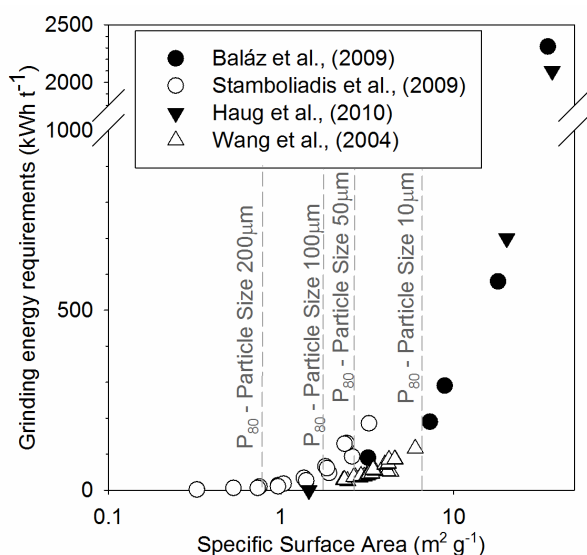 2500
2000
1000
500
0
Grinding energy requirements (kWh t-1)
Baláz et al., (2009)
Stamboliadis et al., (2009)
Haug et al., (2010)
Wang et al., (2004)
P80 - Particle Size 200µm
P80 - Particle Size 100µm
P80 - Particle Size 50µm
P80 - Particle Size 10µm
0.1 1 10
Specific Surface Area (m2 g-1)